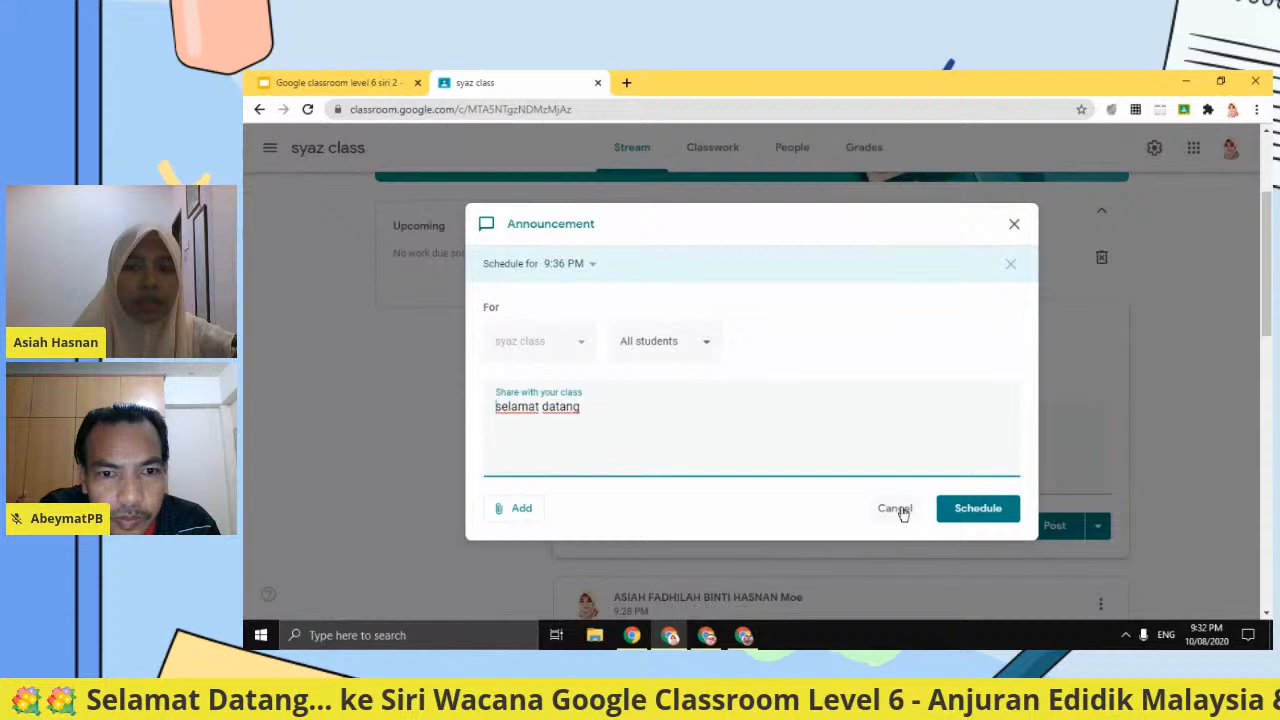 Google classroom level 6 siri 2 -
syaz class
classroom.google.com/c/MTA5NTgzNDMzMjAz
syaz class
Stream
Classwork
People
Grades
Upcoming
No work due
Announcement
Schedule for 9:36 PM
For
syaz class
All students
Share with your class
selamat datang
Add
Cancel
Schedule
Post
ASIAH FADHILAH BINTI HASNAN Moe
9:28 PM
Asiah Hasnan
AbeymatPB
Type here to search
ENG
9:32 PM
10/08/2020
Selamat Datang... ke Siri Wacana Google Classroom Level 6 - Anjuran Edidik Malaysia &